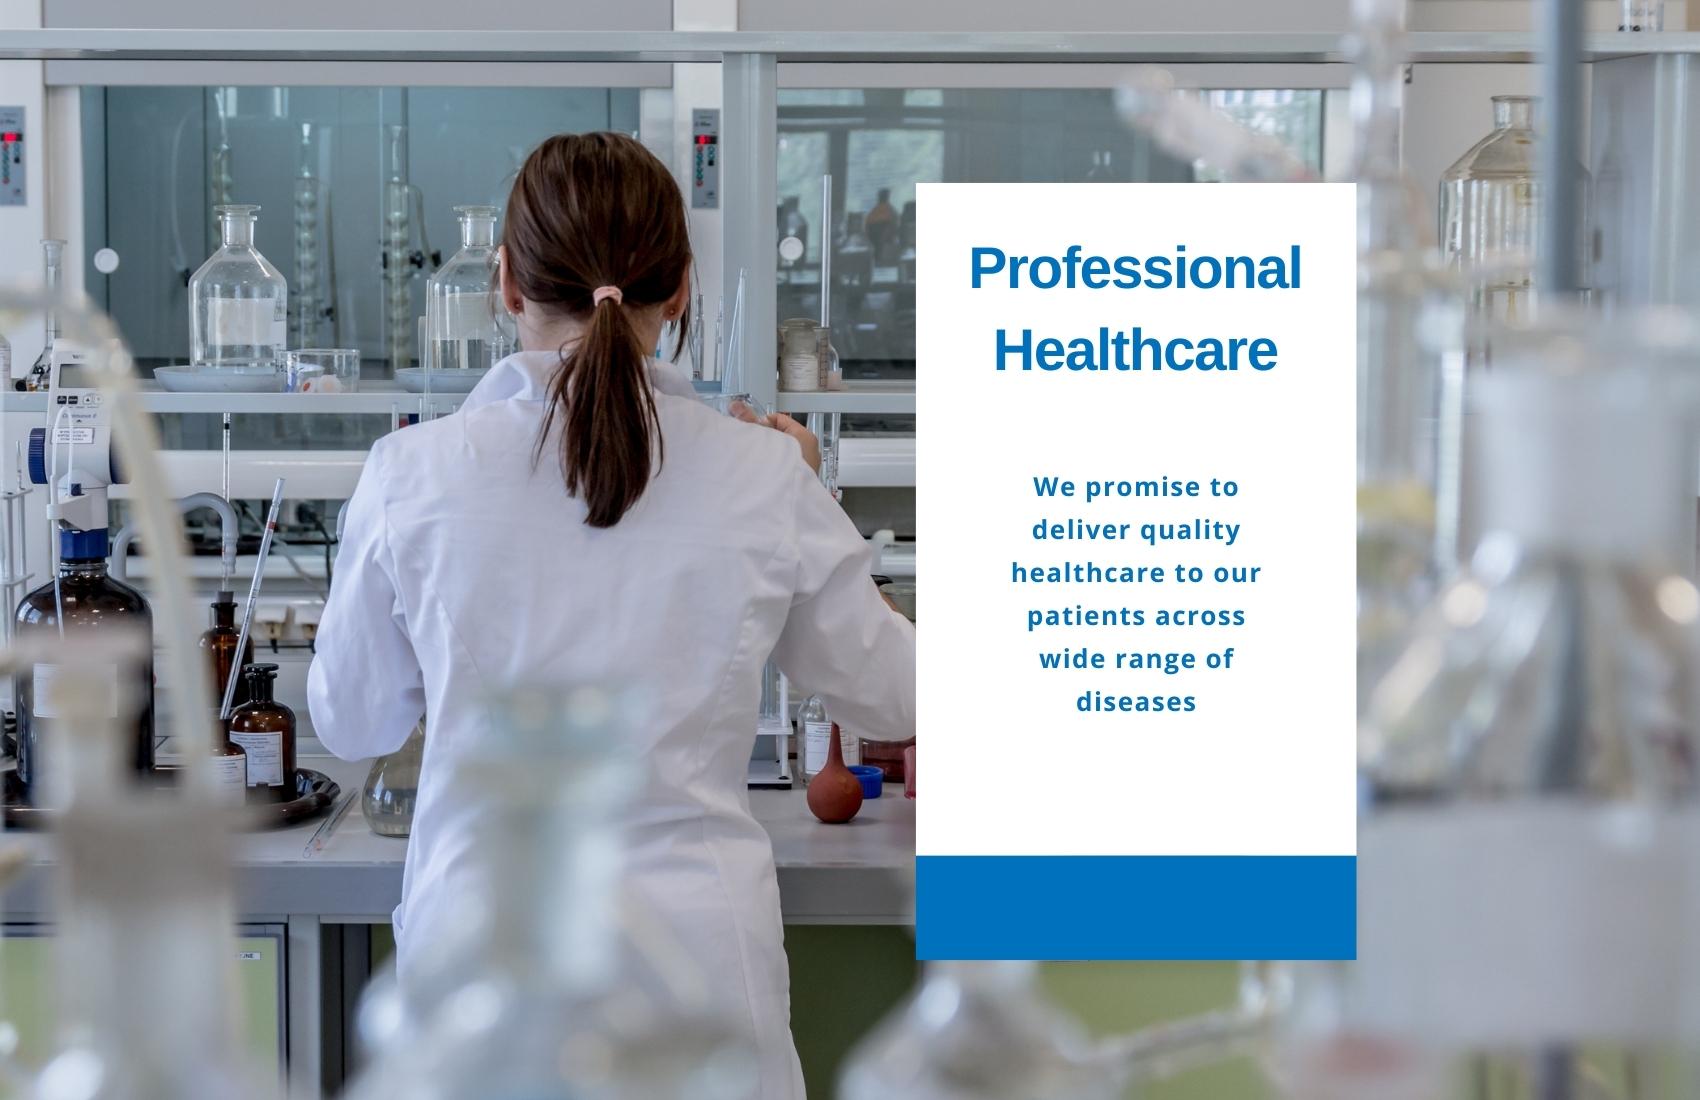 Professional
Healthcare
We promise to
deliver quality
healthcare to our
patients across
wide range of
diseases